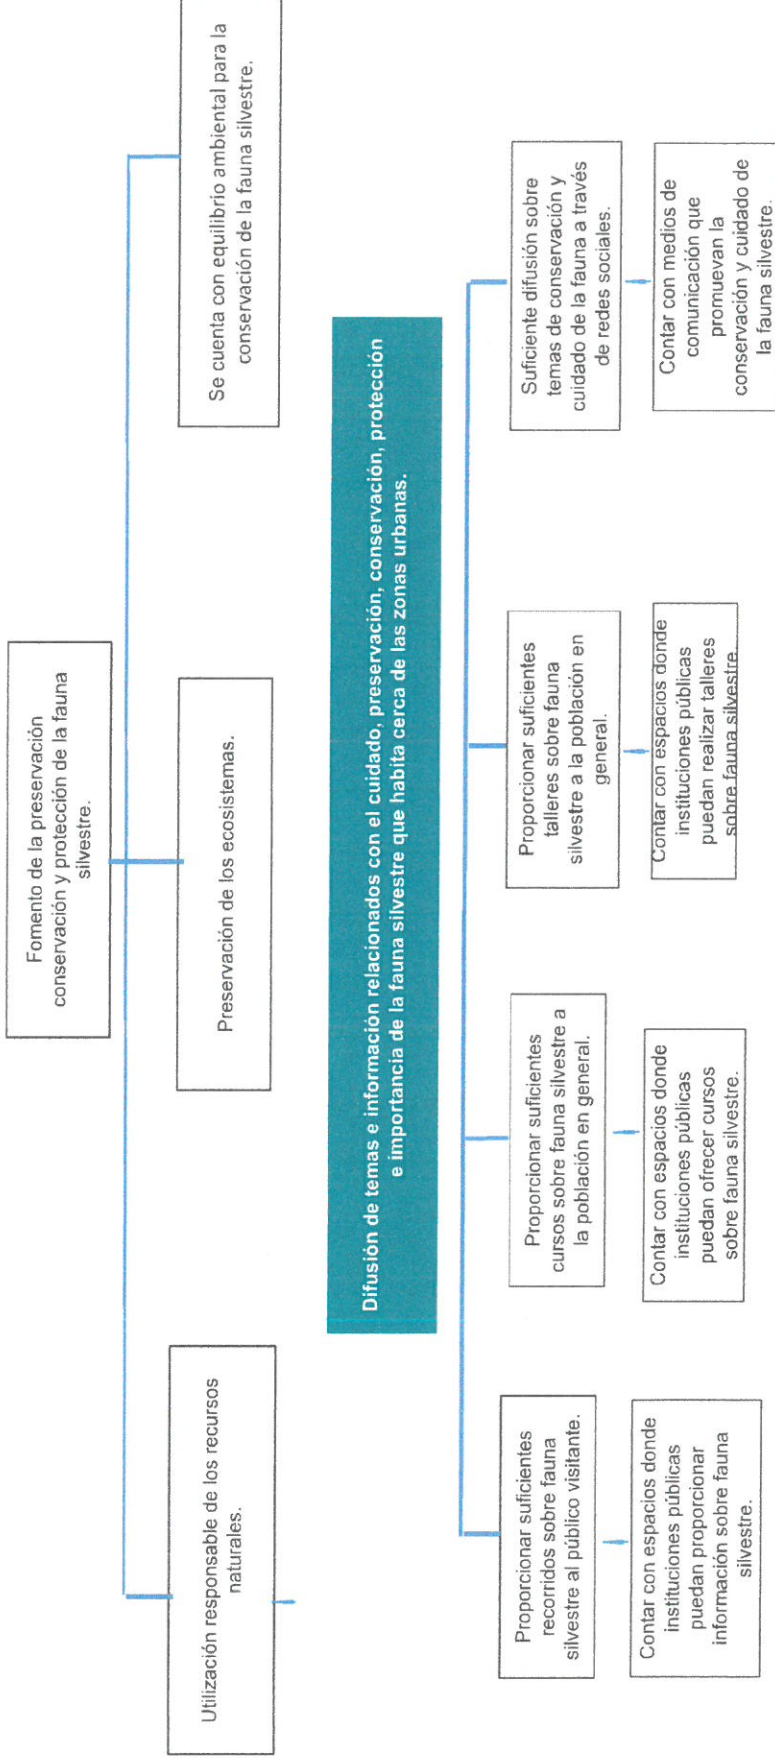 Fomento de la preservación
conservación y protección de la fauna
silvestre.
Utilización responsable de los recursos
naturales.
Preservación de los ecosistemas.
Se cuenta con equilibrio ambiental para la
conservación de la fauna silvestre.
Difusión de temas e información relacionados con el cuidado, preservación, conservación, protección
e importancia de la fauna silvestre que habita cerca de las zonas urbanas.
Proporcionar suficientes
recorridos sobre fauna
silvestre al público visitante.
Proporcionar suficientes
cursos sobre fauna silvestre a
la población en general.
Proporcionar suficientes
talleres sobre fauna
silvestre a la población en
general.
Suficiente difusión sobre
temas de conservación y
cuidado de la fauna a través
de redes sociales.
Contar con espacios donde
instituciones públicas
puedan proporcionar
información sobre fauna
silvestre.
Contar con espacios donde
instituciones públicas
puedan ofrecer cursos
sobre fauna silvestre.
Contar con espacios donde
instituciones públicas
puedan realizar talleres
sobre fauna silvestre.
Contar con medios de
comunicación que
promuevan la
conservación y cuidado de
la fauna silvestre.